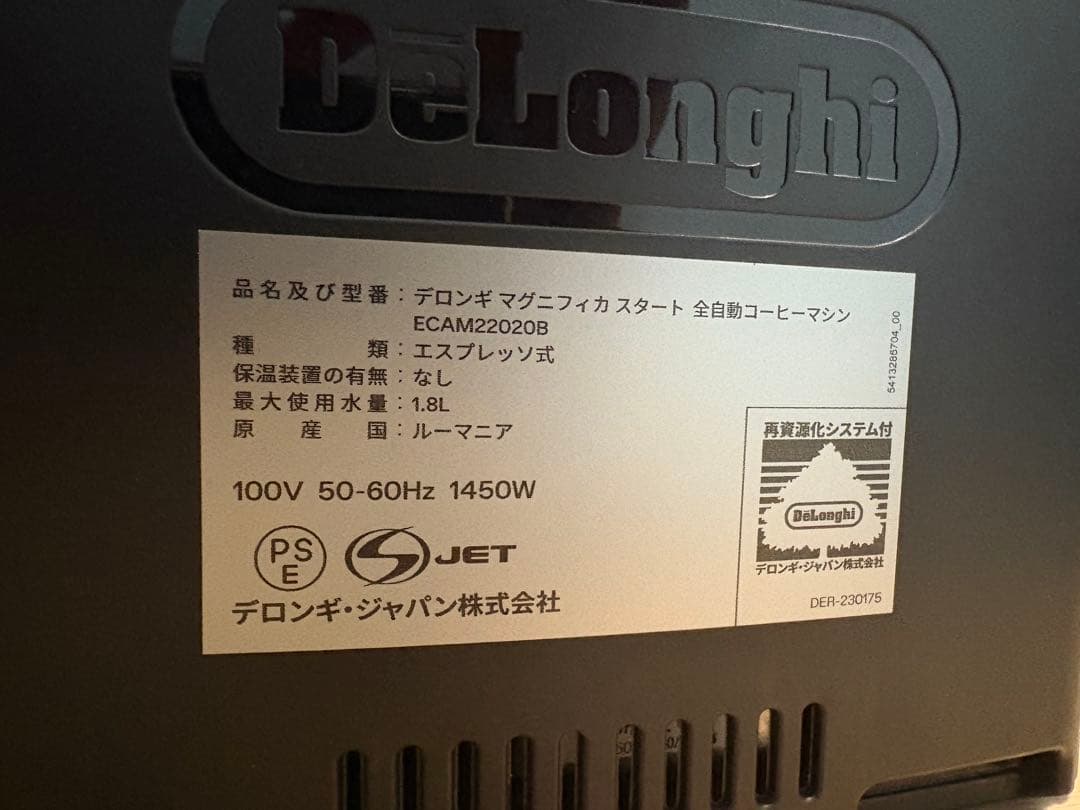 DēLonghi
品名及び型番：デロンギ マグニフィカ スタート 全自動コーヒーマシン
ECAM22020B
種類：エスプレッソ式
保温装置の有無：なし
最大使用水量：1.8L
原産国：ルーマニア
100V 50-60Hz 1450W
PS
E
JET
デロンギ・ジャパン株式会社
5413286704_00
再資源化システム付
DēLonghi
デロンギ・ジャパン株式会社
DER-230175